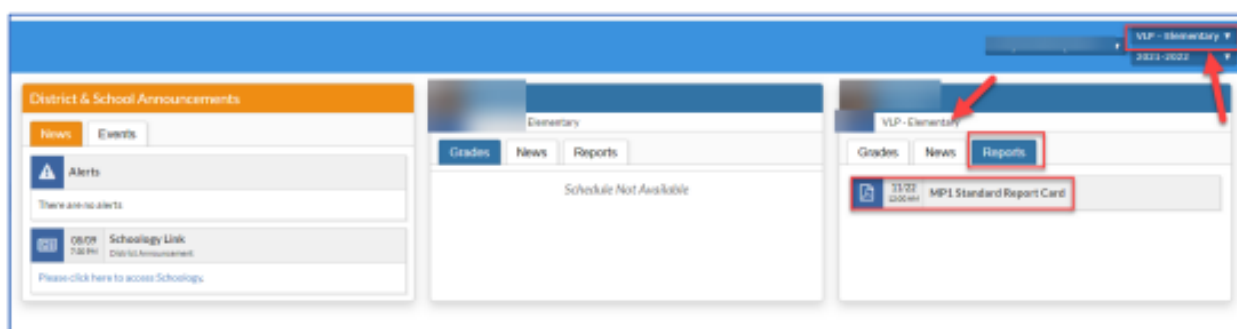 VLP - Elementary
2021-2022
District & School Announcements
News Events
Alerts
There are no alerts
08/09 Schoology Link
7:00 PM District Announcement
Please click here to access Schoology.
Elementary
Grades News Reports
Schedule Not Available
VLP - Elementary
Grades News Reports
11/22 MP1 Standard Report Card
12:00 AM